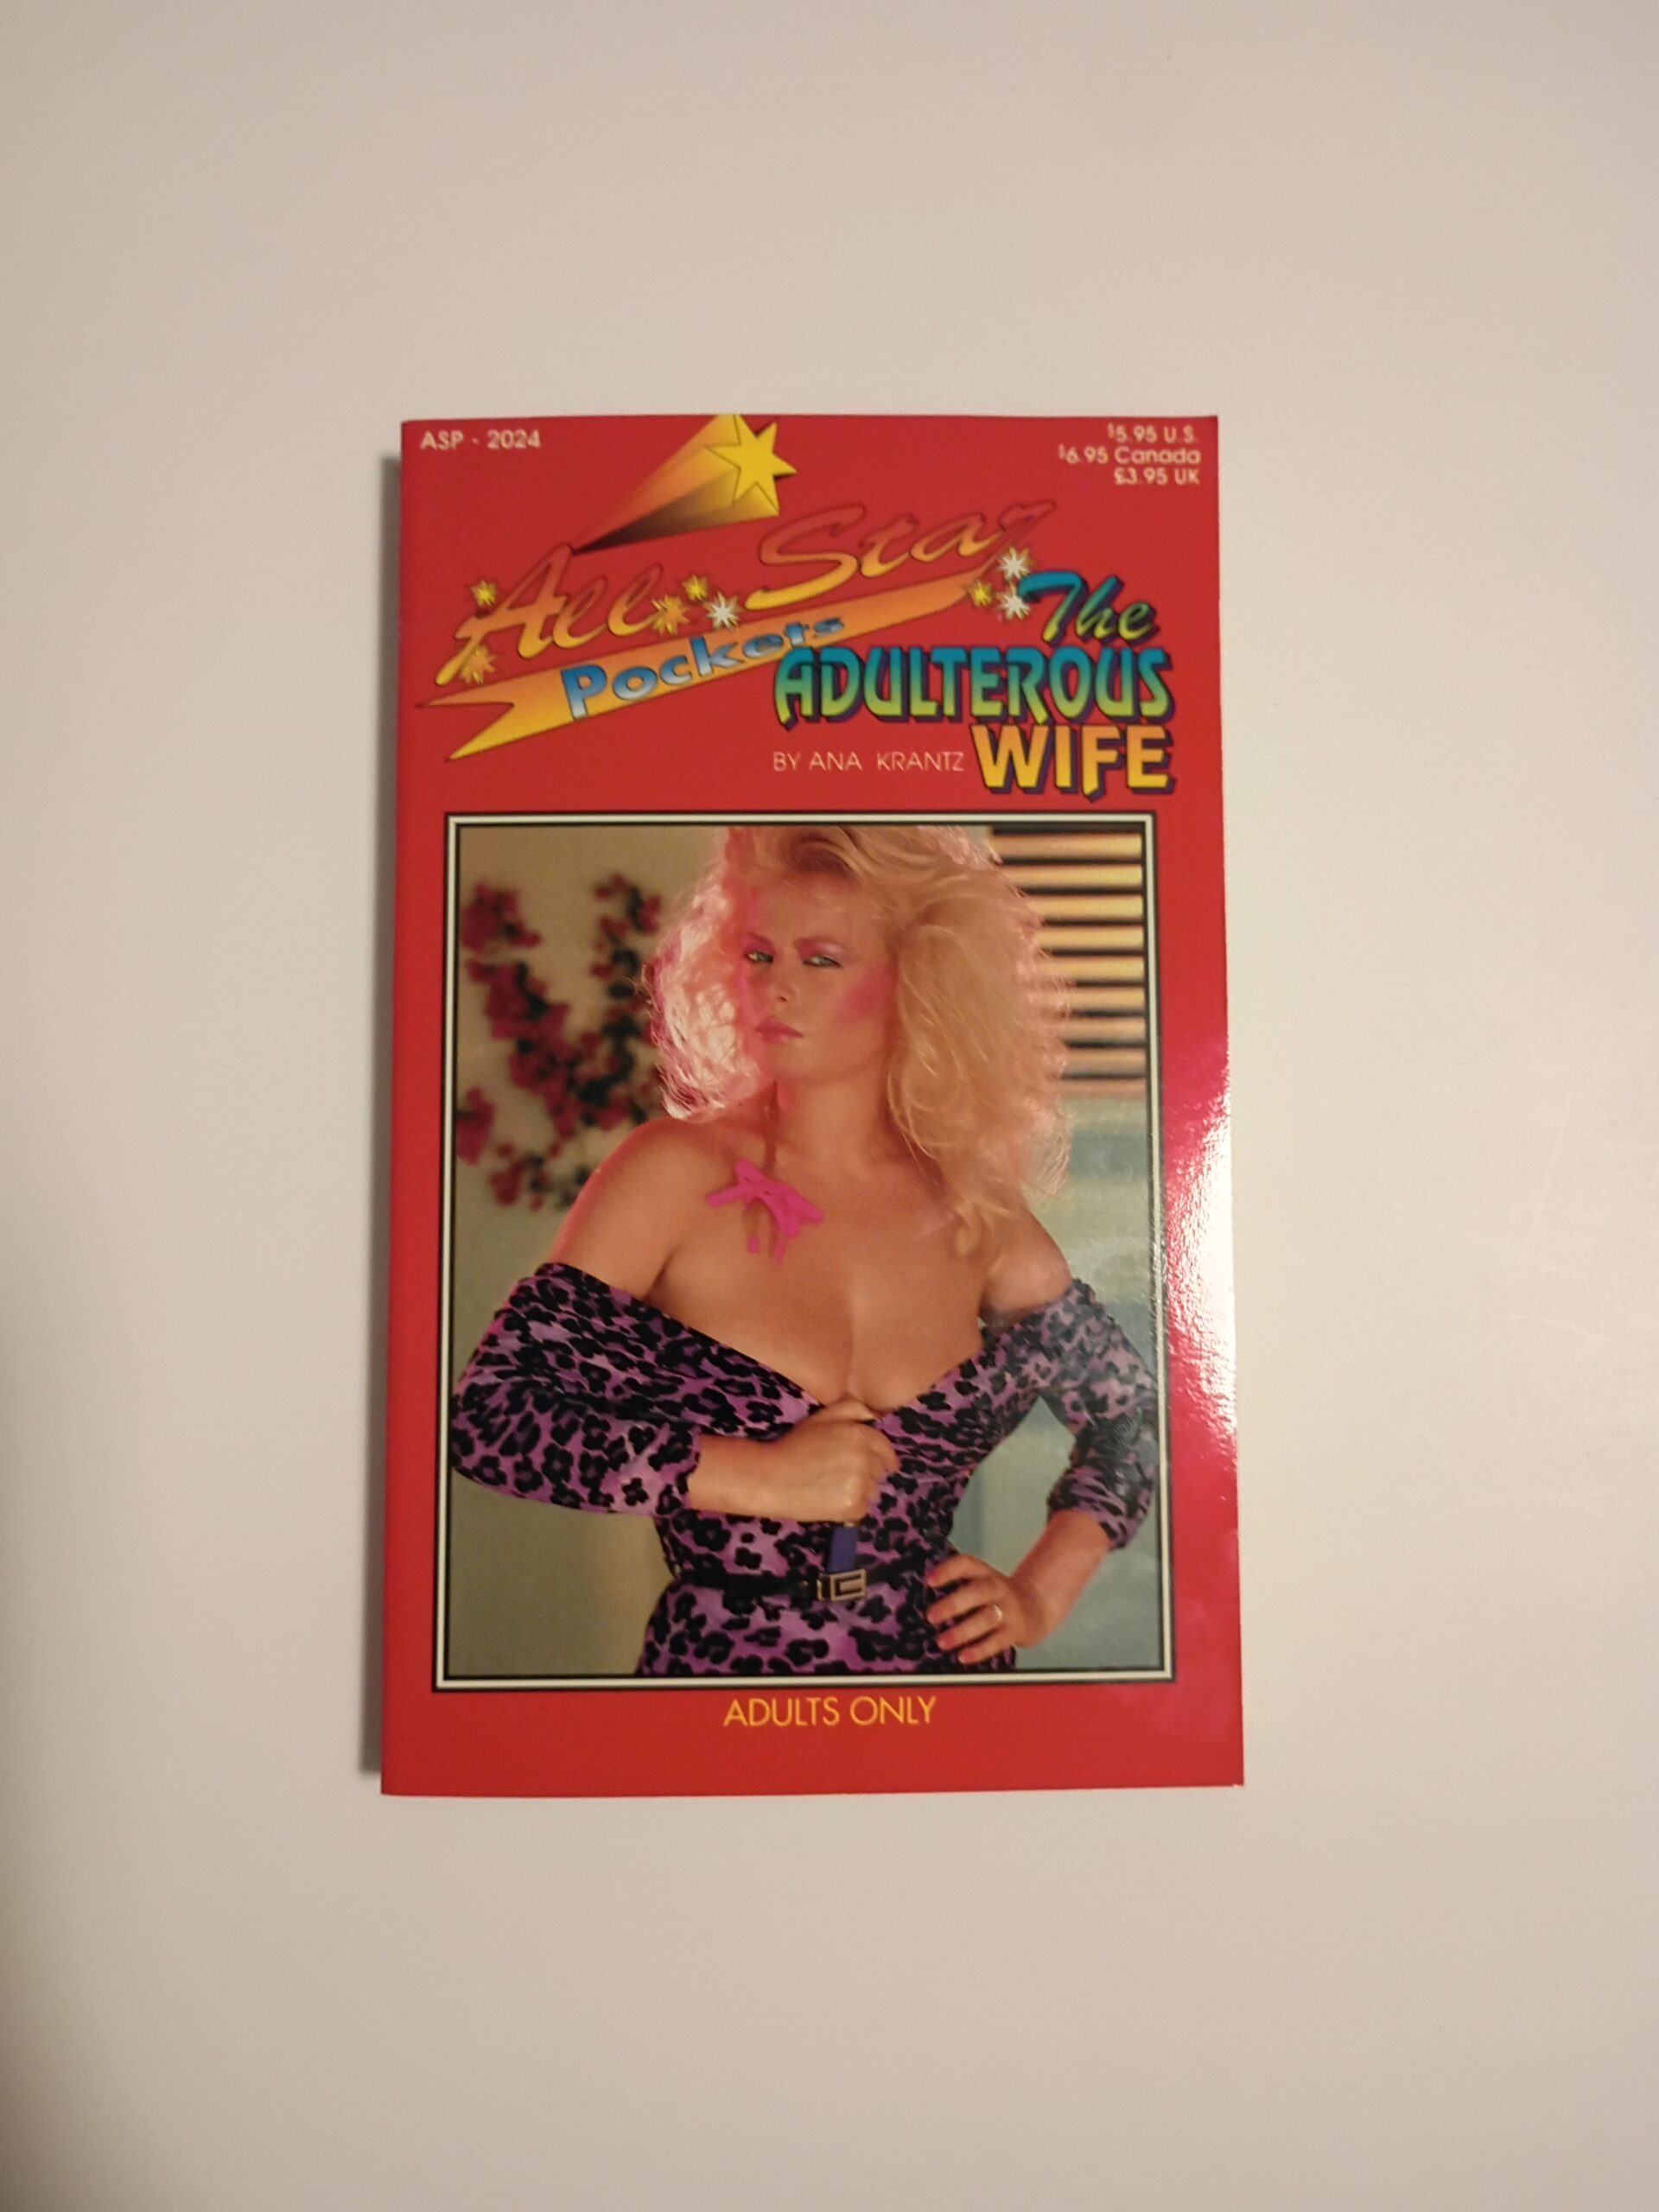 ASP - 2024
$5.95 U.S.
$6.95 Canada
£3.95 UK
All Star
Pockets
The
ADULTEROUS
WIFE
BY ANA KRANTZ
ADULTS ONLY